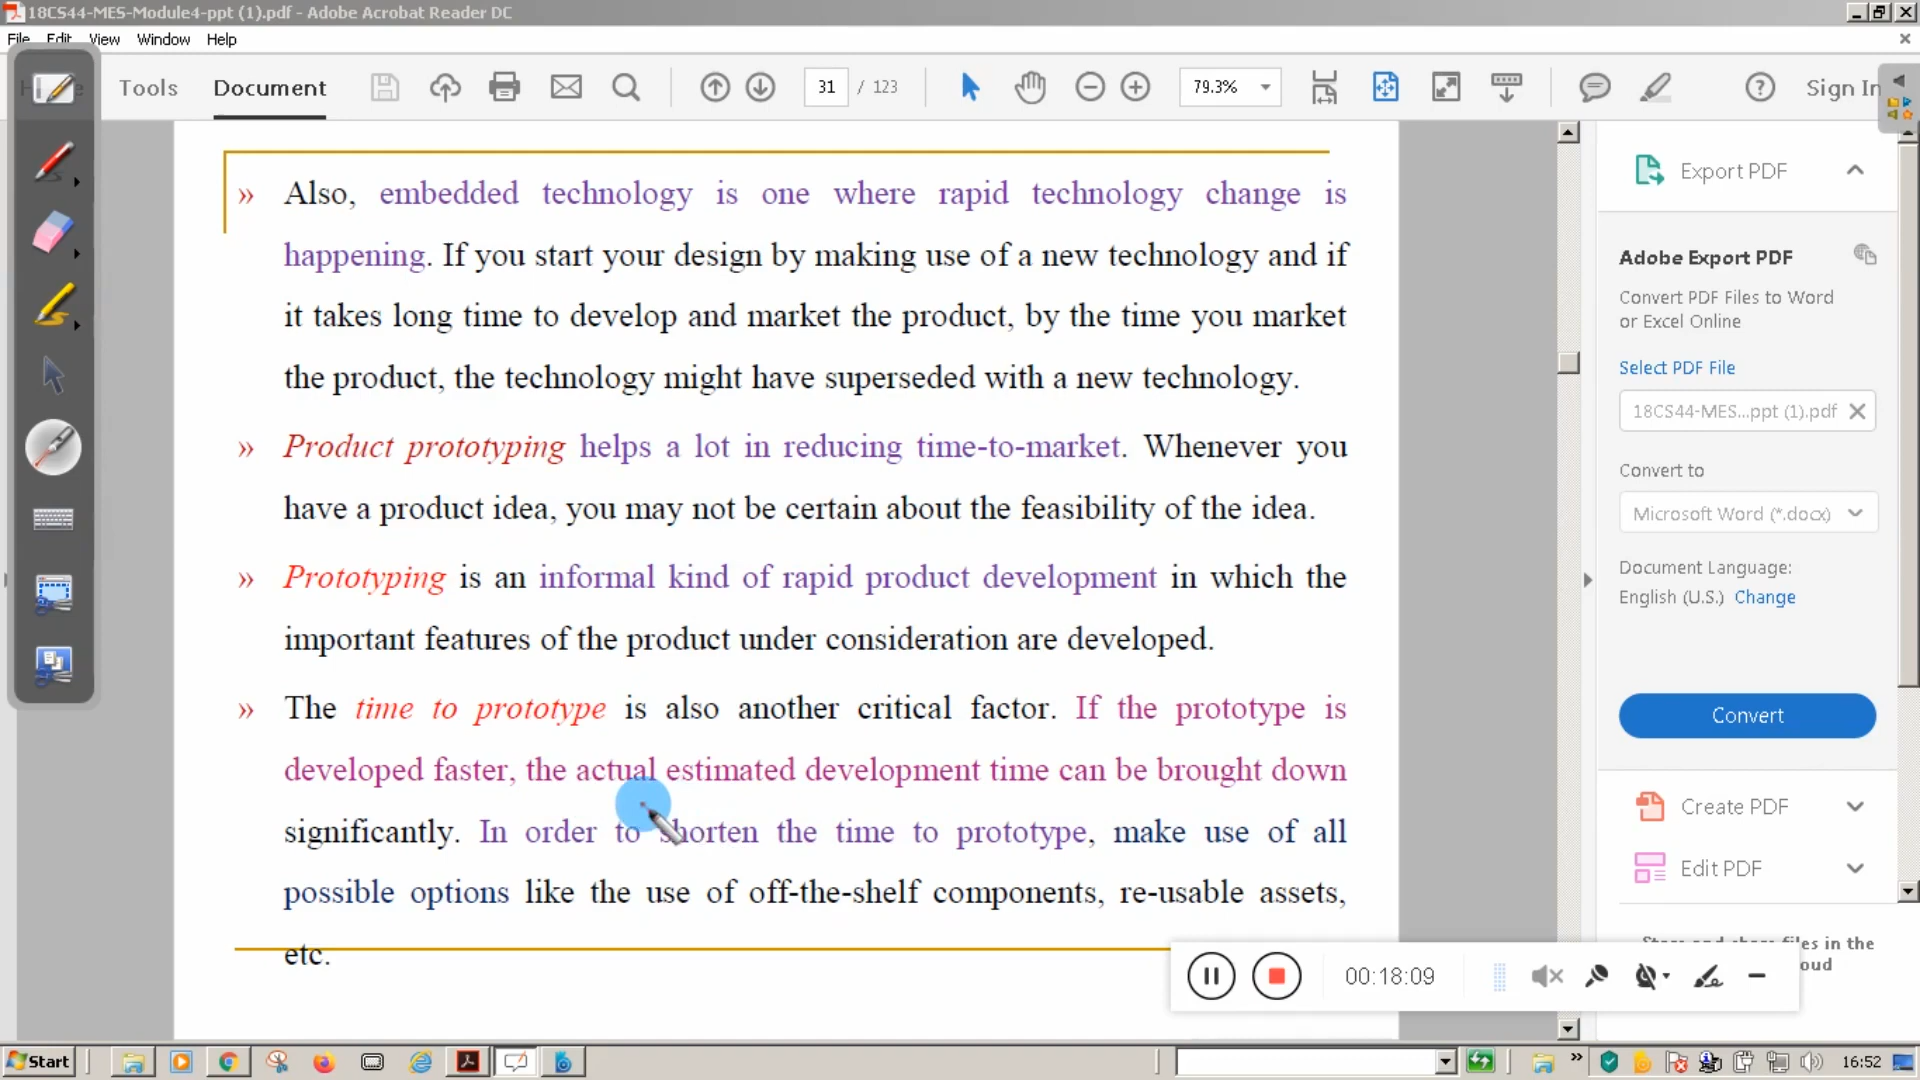 18CS44-MES-Module4-ppt (1).pdf - Adobe Acrobat Reader DC
File Edit View Window Help
Tools Document 31 / 123 79.3% Sign In
» Also, embedded technology is one where rapid technology change is
happening. If you start your design by making use of a new technology and if
it takes long time to develop and market the product, by the time you market
the product, the technology might have superseded with a new technology.
» Product prototyping helps a lot in reducing time-to-market. Whenever you
have a product idea, you may not be certain about the feasibility of the idea.
» Prototyping is an informal kind of rapid product development in which the
important features of the product under consideration are developed.
» The time to prototype is also another critical factor. If the prototype is
developed faster, the actual estimated development time can be brought down
significantly. In order to shorten the time to prototype, make use of all
possible options like the use of off-the-shelf components, re-usable assets,
etc.
Export PDF
Adobe Export PDF
Convert PDF Files to Word
or Excel Online
Select PDF File
18CS44-MES...ppt (1).pdf
Convert to
Microsoft Word (*.docx)
Document Language:
English (U.S.) Change
Convert
Create PDF
Edit PDF
files in the
00:18:09
Start
16:52